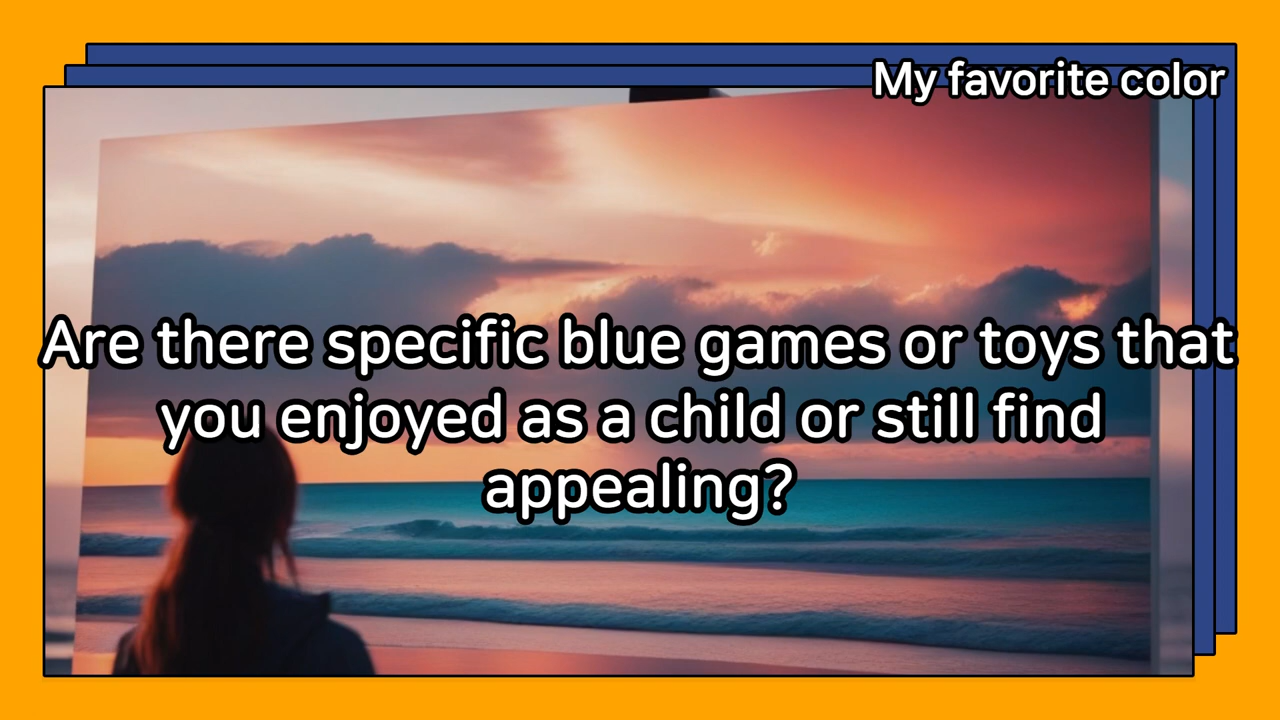 My favorite color
Are there specific blue games or toys that
you enjoyed as a child or still find
appealing?